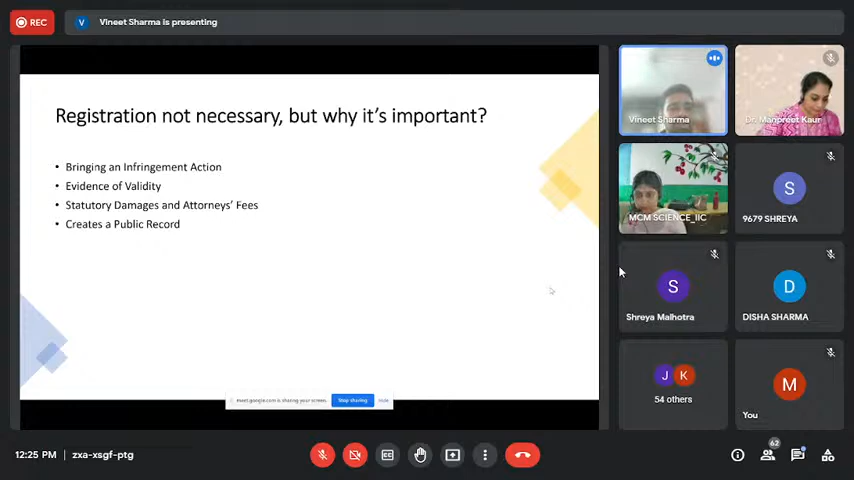 REC
V
Vineet Sharma is presenting
Registration not necessary, but why it's important?
• Bringing an Infringement Action
• Evidence of Validity
• Statutory Damages and Attorneys' Fees
• Creates a Public Record
meet.google.com is sharing your screen.
Stop sharing
Hide
Vineet Sharma
Dr. Manpreet Kaur
MCM SCIENCE_IIC
S
9679 SHREYA
S
Shreya Malhotra
D
DISHA SHARMA
J K
54 others
M
You
12:25 PM | zxa-xsgf-ptg
CC
62